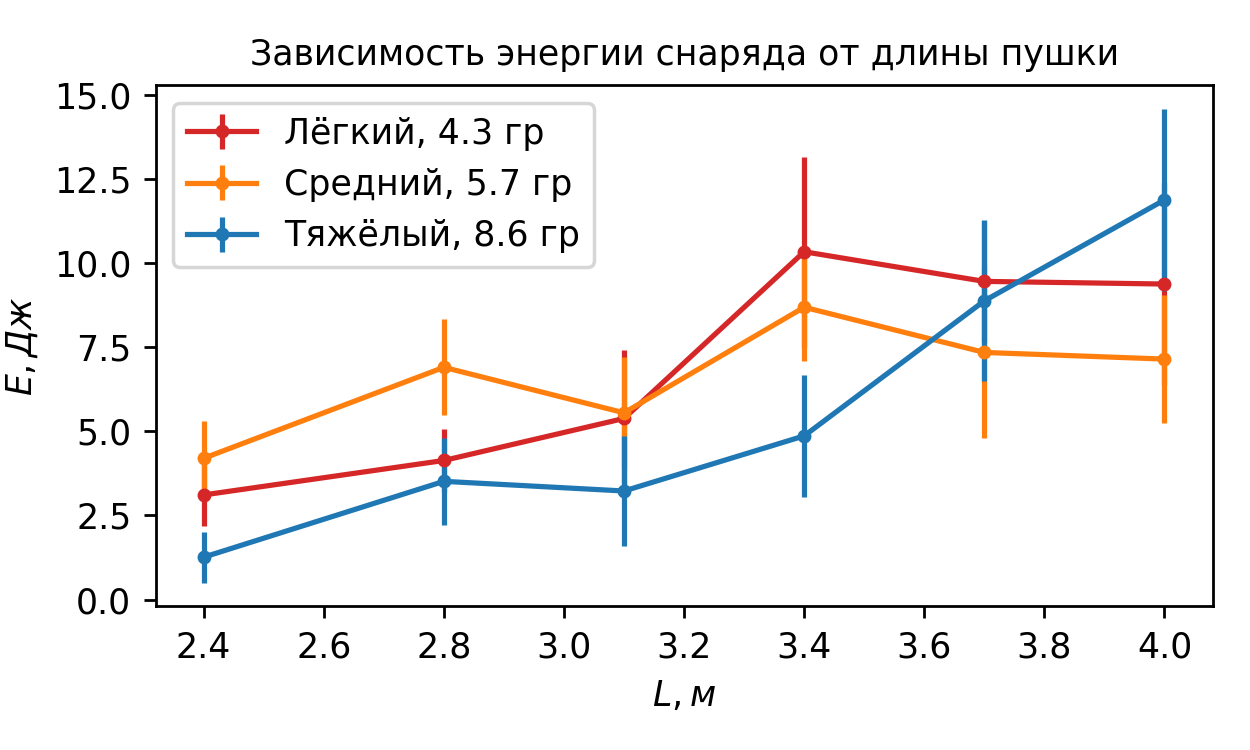 Зависимость энергии снаряда от длины пушки
15.0
12.5
10.0
7.5
5.0
2.5
0.0
E, Дж
Лёгкий, 4.3 гр
Средний, 5.7 гр
Тяжёлый, 8.6 гр
2.4 2.6 2.8 3.0 3.2 3.4 3.6 3.8 4.0
L, м